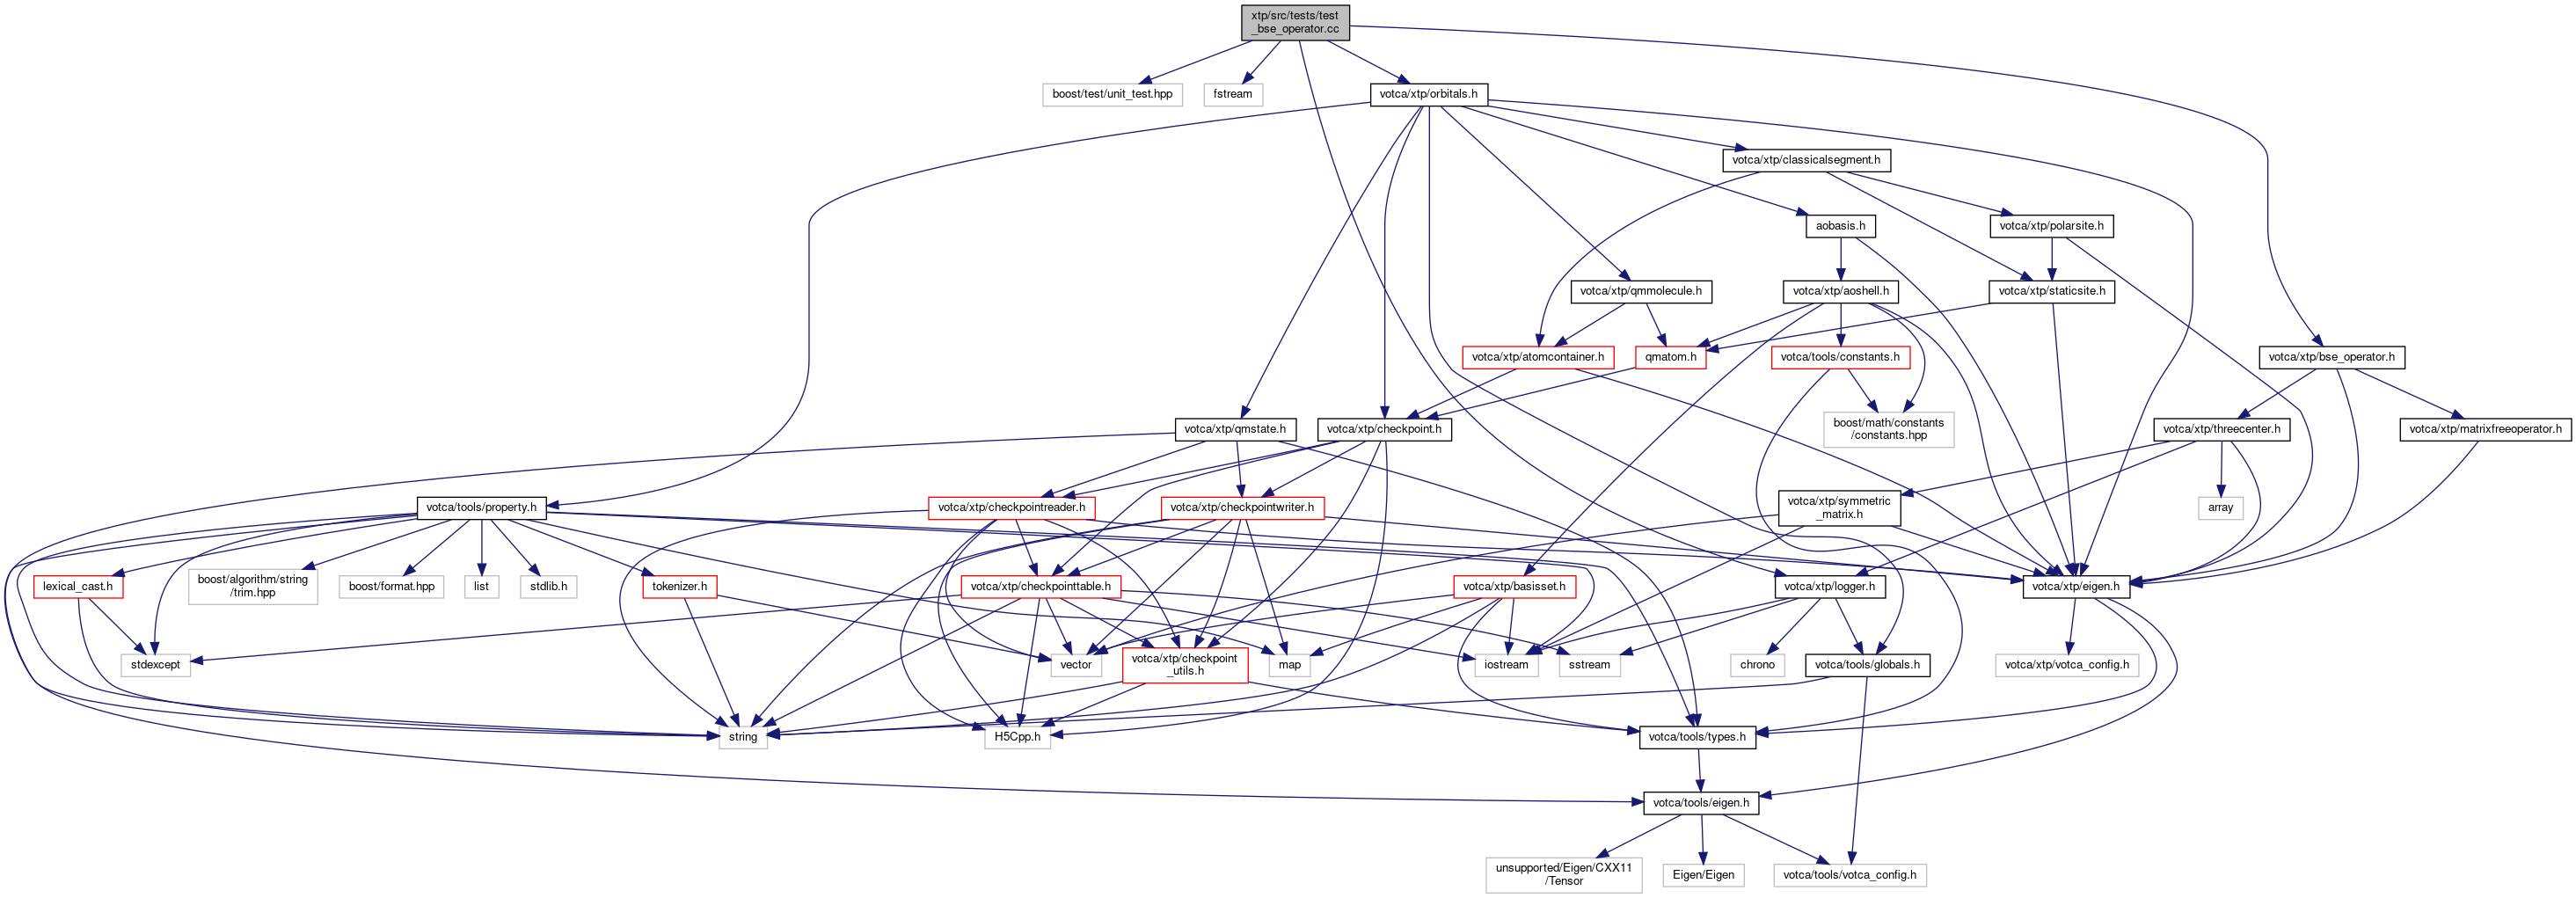 xtp/src/tests/test
_bse_operator.cc
boost/test/unit_test.hpp
fstream
votca/xtp/orbitals.h
votca/xtp/classicalsegment.h
aobasis.h
votca/xtp/polarsite.h
votca/xtp/qmmolecule.h
votca/xtp/aoshell.h
votca/xtp/staticsite.h
votca/xtp/atomcontainer.h
qmatom.h
votca/tools/constants.h
votca/xtp/bse_operator.h
votca/xtp/qmstate.h
votca/xtp/checkpoint.h
boost/math/constants
/constants.hpp
votca/xtp/threecenter.h
votca/xtp/matrixfreeoperator.h
votca/tools/property.h
votca/xtp/checkpointreader.h
votca/xtp/checkpointwriter.h
votca/xtp/symmetric
_matrix.h
array
lexical_cast.h
boost/algorithm/string
/trim.hpp
boost/format.hpp
list
stdlib.h
tokenizer.h
votca/xtp/checkpointtable.h
votca/xtp/basisset.h
votca/xtp/logger.h
votca/xtp/eigen.h
stdexcept
vector
votca/xtp/checkpoint
_utils.h
map
iostream
sstream
chrono
votca/tools/globals.h
votca/xtp/votca_config.h
string
H5Cpp.h
votca/tools/types.h
votca/tools/eigen.h
unsupported/Eigen/CXX11
/Tensor
Eigen/Eigen
votca/tools/votca_config.h